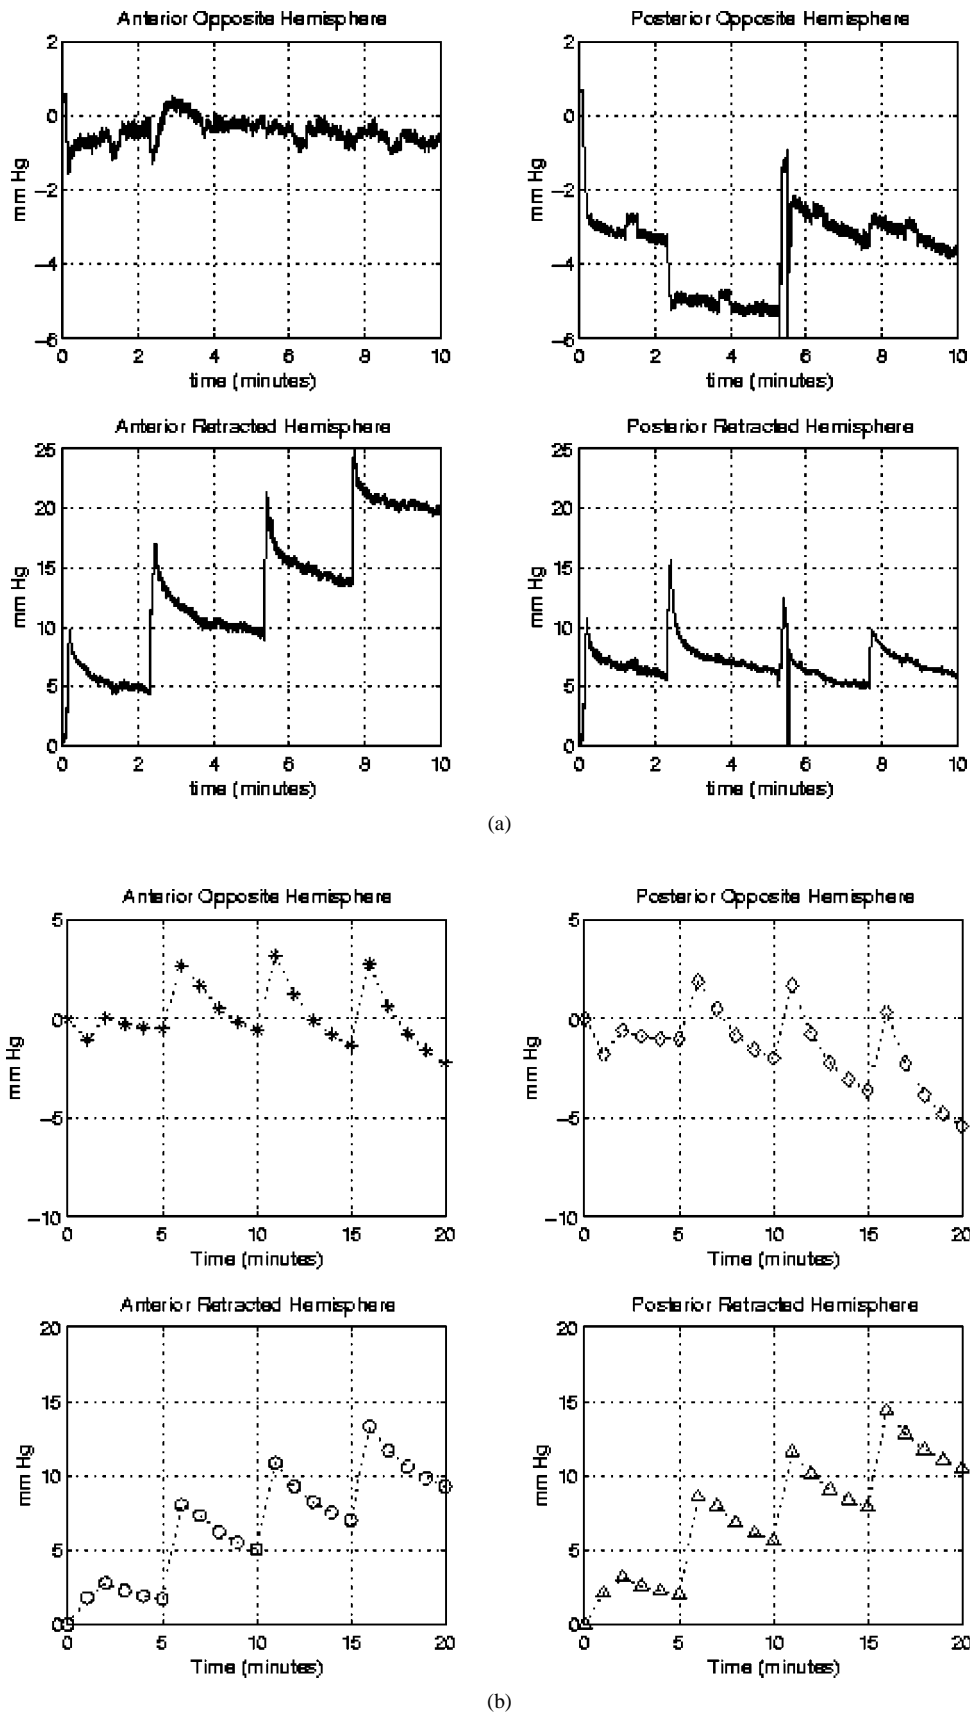 Anterior Opposite Hemisphere
2
0
−2
−4
−6
mm Hg
0 2 4 6 8 10
time (minutes)
Posterior Opposite Hemisphere
2
0
−2
−4
−6
mm Hg
0 2 4 6 8 10
time (minutes)
Anterior Retracted Hemisphere
25
20
15
10
5
0
mm Hg
0 2 4 6 8 10
time (minutes)
Posterior Retracted Hemisphere
25
20
15
10
5
0
mm Hg
0 2 4 6 8 10
time (minutes)
(a)
Anterior Opposite Hemisphere
5
0
−5
−10
mm Hg
0 5 10 15 20
Time (minutes)
Posterior Opposite Hemisphere
5
0
−5
−10
mm Hg
0 5 10 15 20
Time (minutes)
Anterior Retracted Hemisphere
20
15
10
5
0
mm Hg
0 5 10 15 20
Time (minutes)
Posterior Retracted Hemisphere
20
15
10
5
0
mm Hg
0 5 10 15 20
Time (minutes)
(b)